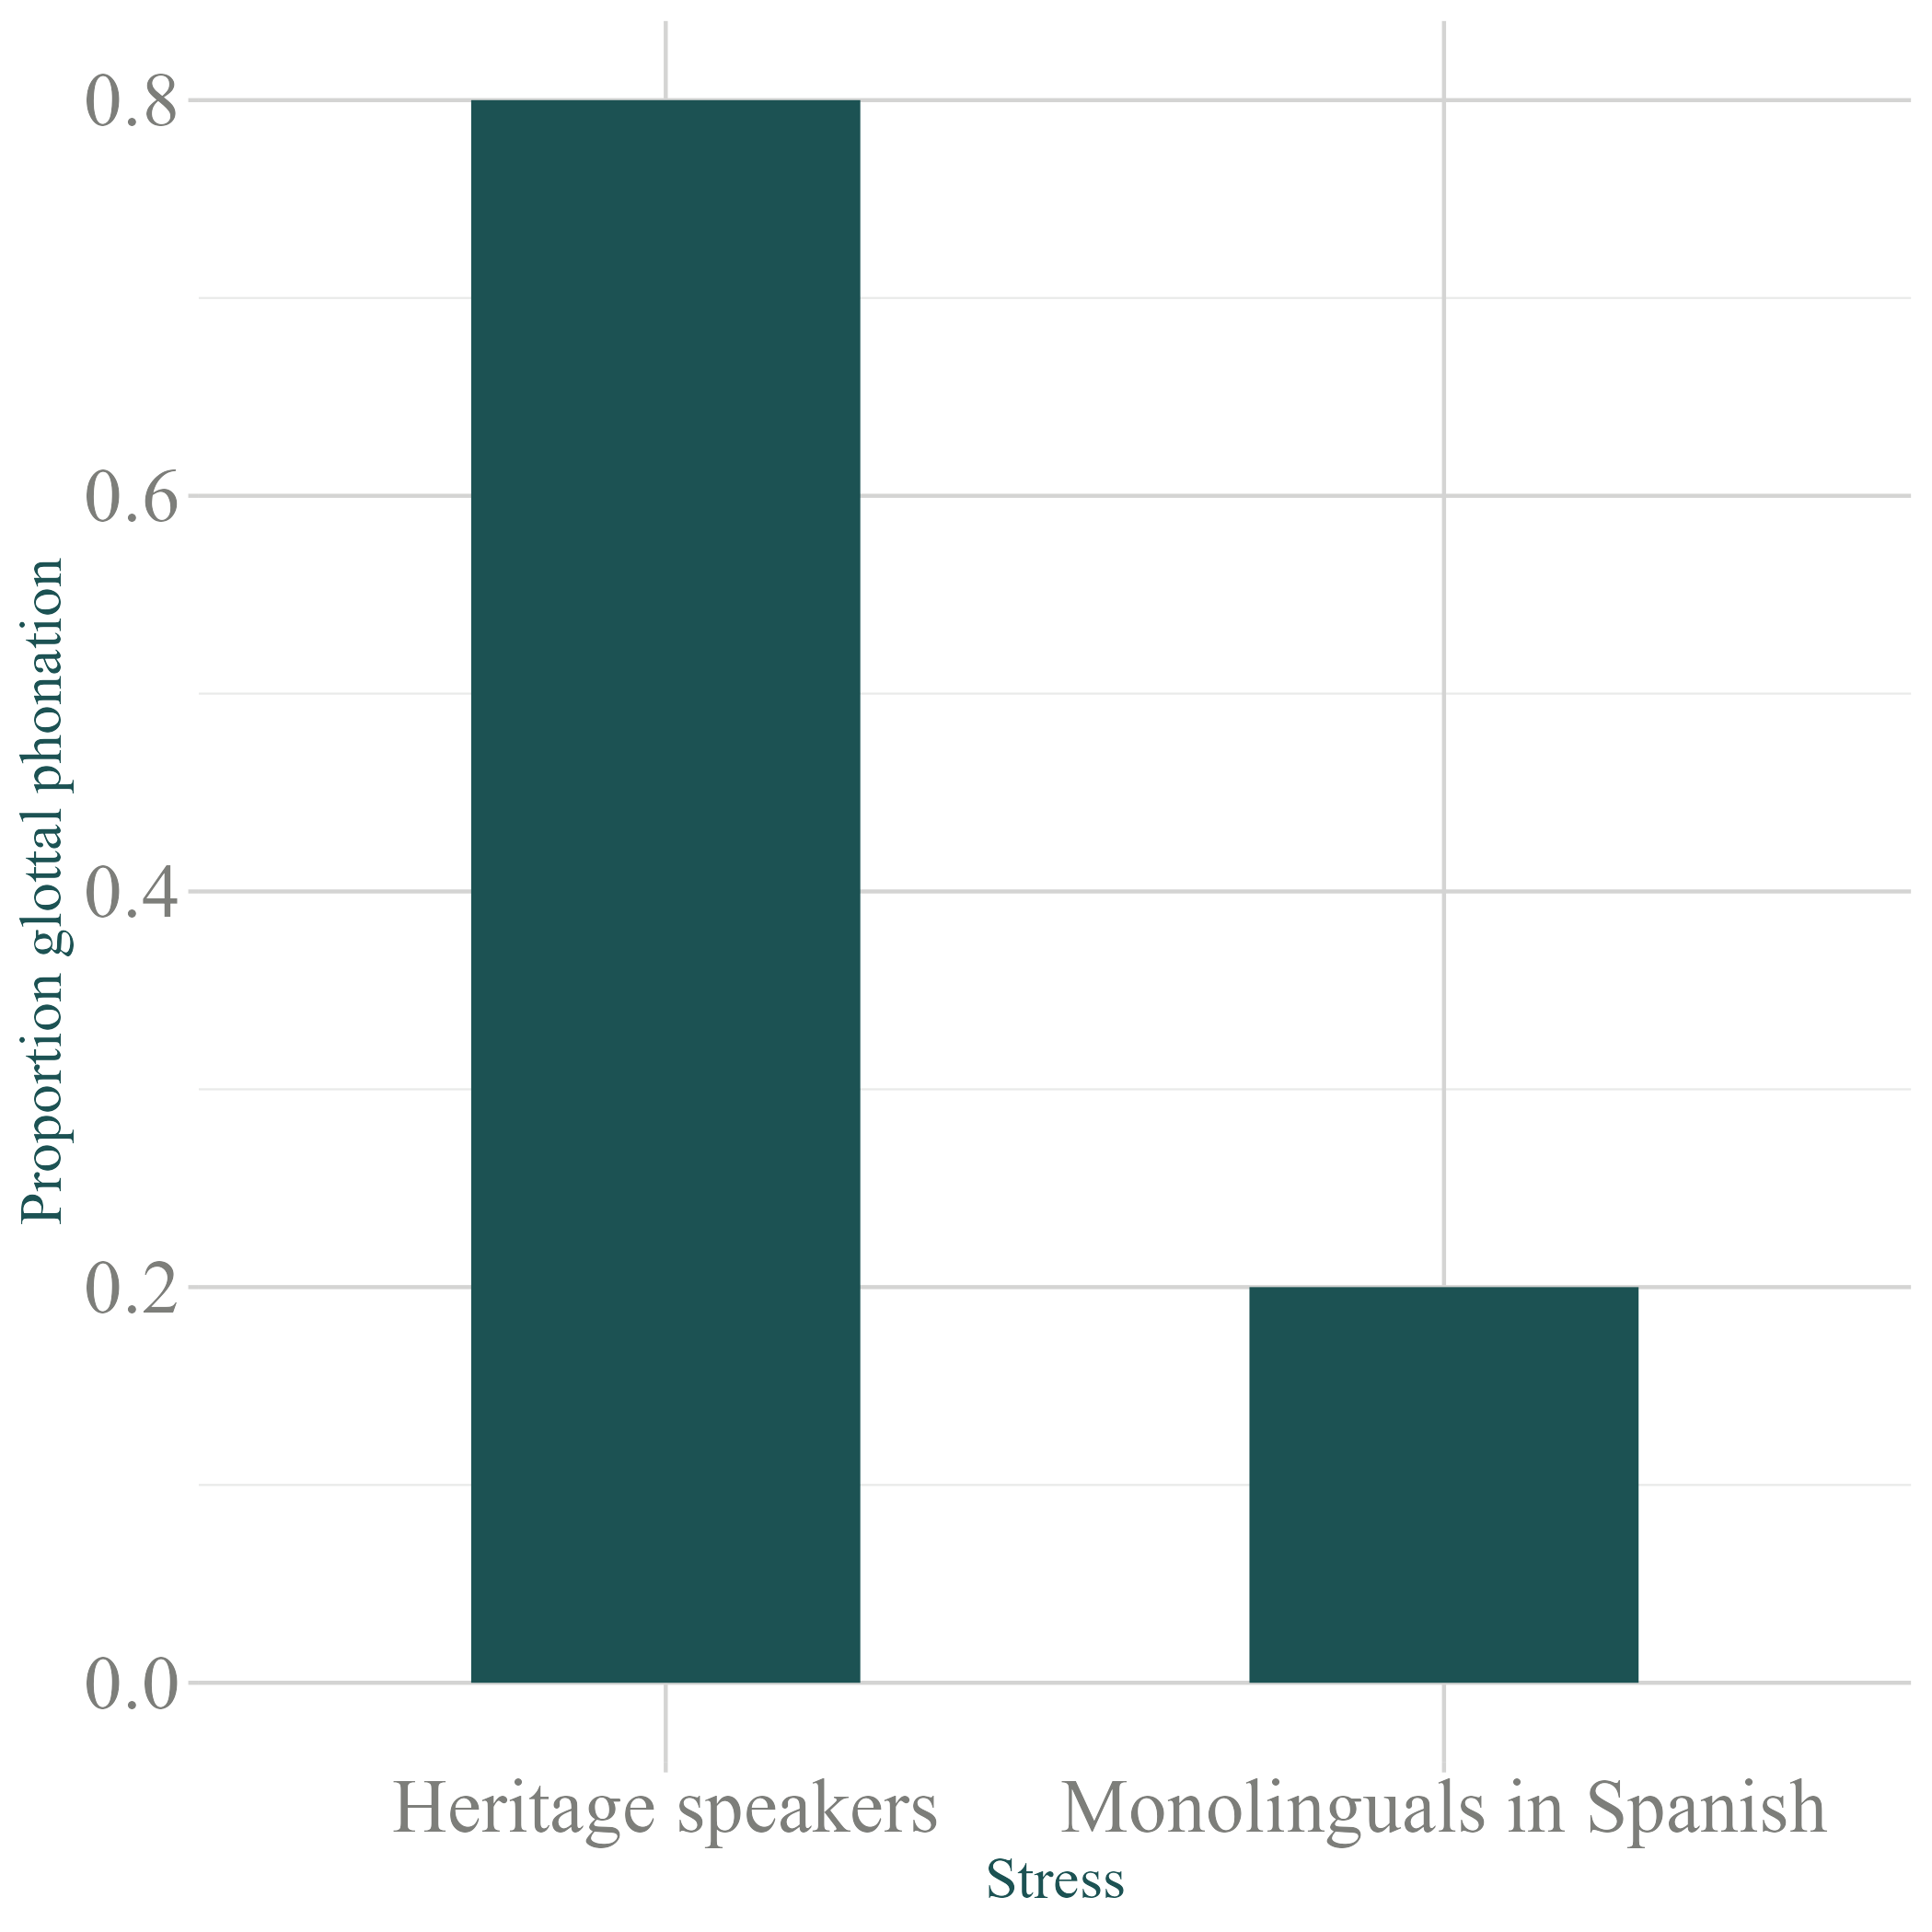 Proportion glottal phonation
0.8
0.6
0.4
0.2
0.0
Heritage speakers
Monolinguals in Spanish
Stress